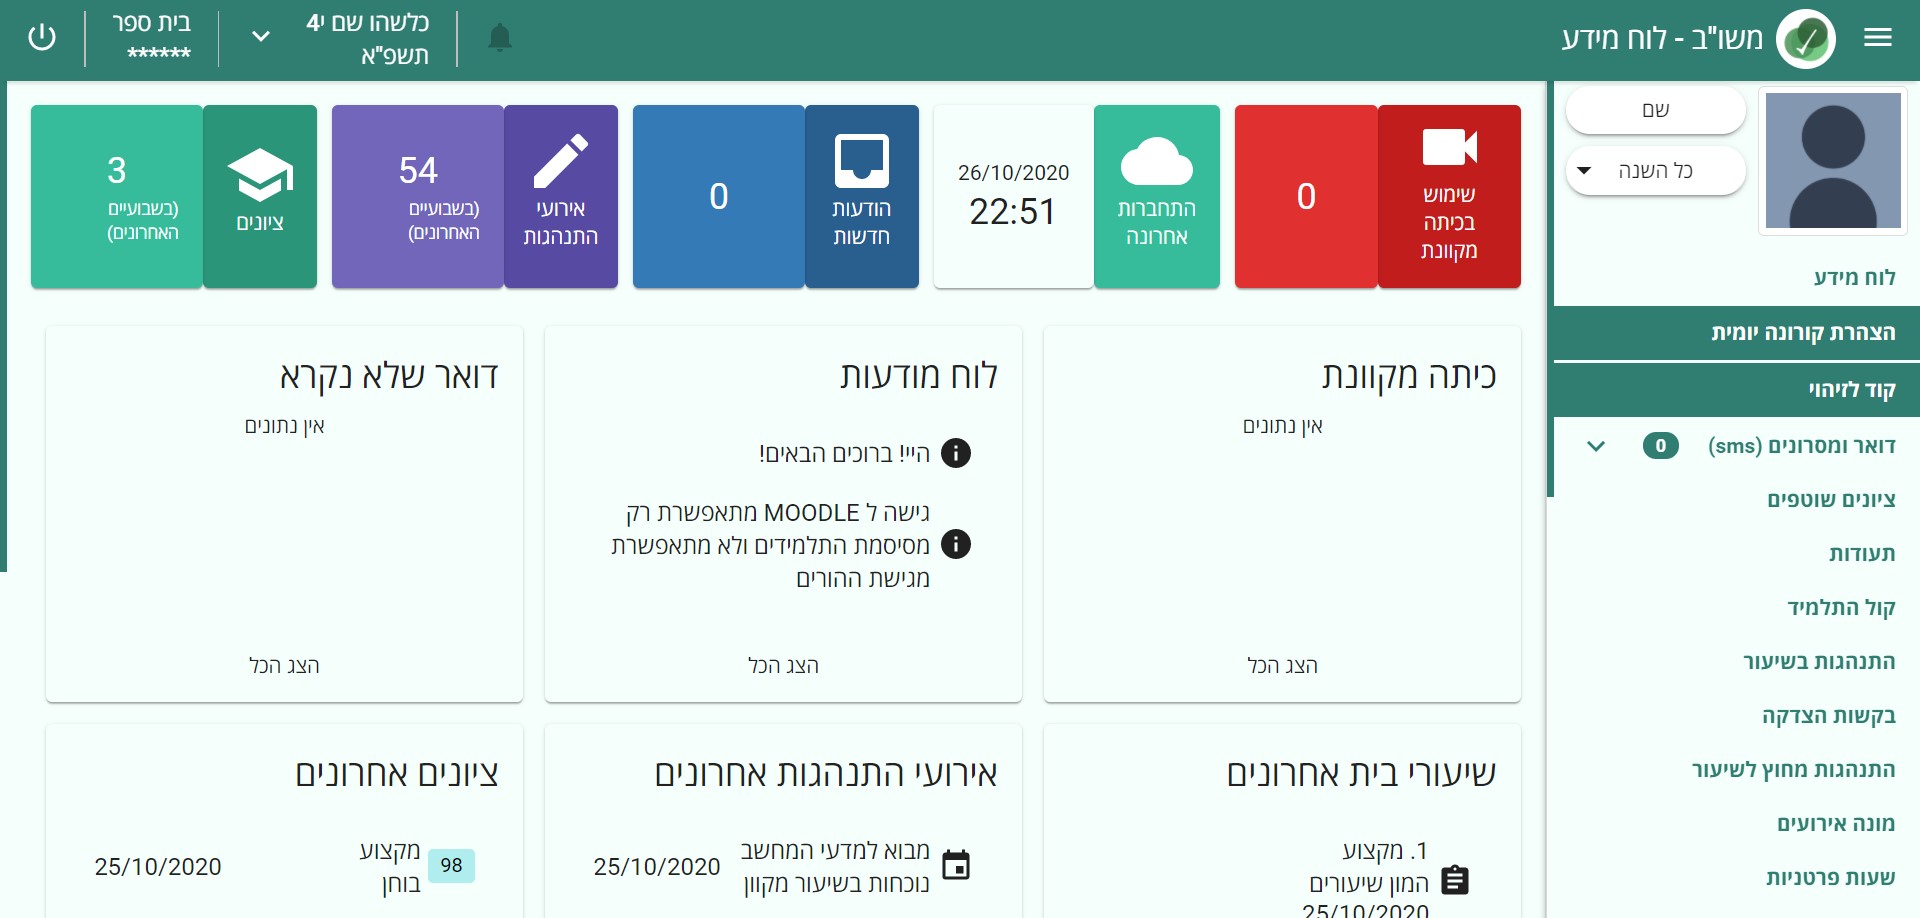 משו"ב - לוח מידע
כלשהו שם י4
תשפ"א
בית ספר
******
שם
כל השנה
לוח מידע
הצהרת קורונה יומית
קוד לזיהוי
דואר ומסרונים (sms) 0
ציונים שוטפים
תעודות
קול התלמיד
התנהגות בשיעור
בקשות הצדקה
התנהגות מחוץ לשיעור
מונה אירועים
שעות פרטניות
שימוש
בכיתה
מקוונת
0
התחברות
אחרונה
26/10/2020
22:51
הודעות
חדשות
0
אירועי
התנהגות
54
(בשבועיים
האחרונים)
ציונים
3
(בשבועיים
האחרונים)
כיתה מקוונת
אין נתונים
הצג הכל
לוח מודעות
היי! ברוכים הבאים!
גישה ל MOODLE מתאפשרת רק
מסיסמת התלמידים ולא מתאפשרת
מגישת ההורים
הצג הכל
דואר שלא נקרא
אין נתונים
הצג הכל
שיעורי בית אחרונים
1. מקצוע
המון שיעורים
25/10/2020
אירועי התנהגות אחרונים
מבוא למדעי המחשב
נוכחות בשיעור מקוון
25/10/2020
ציונים אחרונים
98
מקצוע
בוחן
25/10/2020